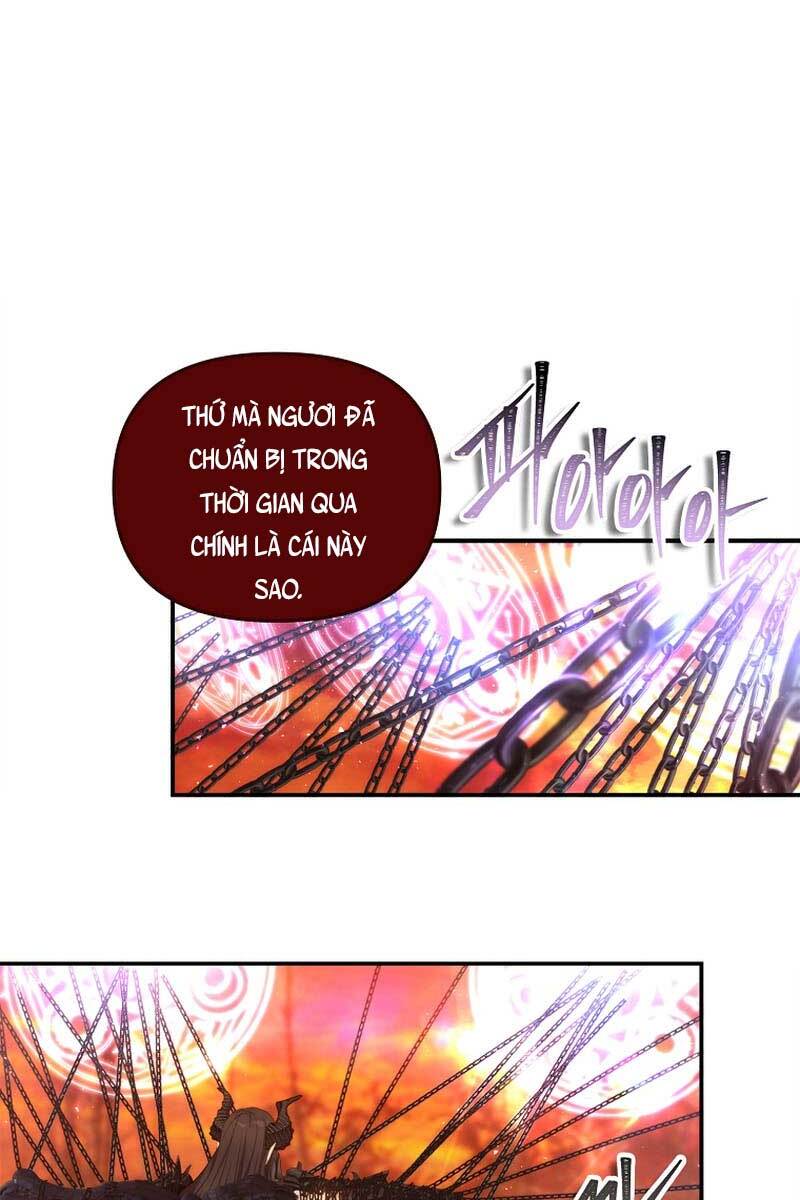 THỨ MÀ NGƯƠI ĐÃ
CHUẨN BỊ TRONG
THỜI GIAN QUA
CHÍNH LÀ CÁI NÀY
SAO.
파아아아